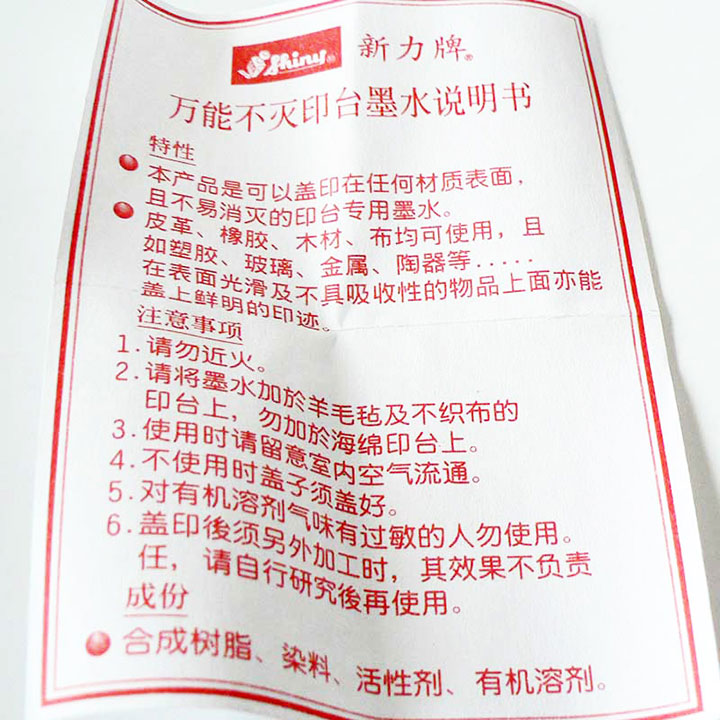 Shiny® 新力牌®
万能不灭印台墨水说明书
特性
本产品是可以盖印在任何材质表面，
且不易消灭的印台专用墨水。
皮革、橡胶、木材、布均可使用，且
如塑胶、玻璃、金属、陶器等.....
在表面光滑及不具吸收性的物品上面亦能
盖上鲜明的印迹。
注意事项
1.请勿近火。
2.请将墨水加於羊毛毡及不织布的
印台上，勿加於海绵印台上。
3.使用时请留意室内空气流通。
4.不使用时盖子须盖好。
5.对有机溶剂气味有过敏的人勿使用。
6.盖印後须另外加工时，其效果不负责
任，请自行研究後再使用。
成份
合成树脂、染料、活性剂、有机溶剂。